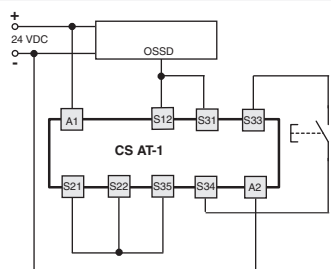 +
24 VDC
-
OSSD
A1 S12 S31 S33
CS AT-1
S21 S22 S35 S34 A2